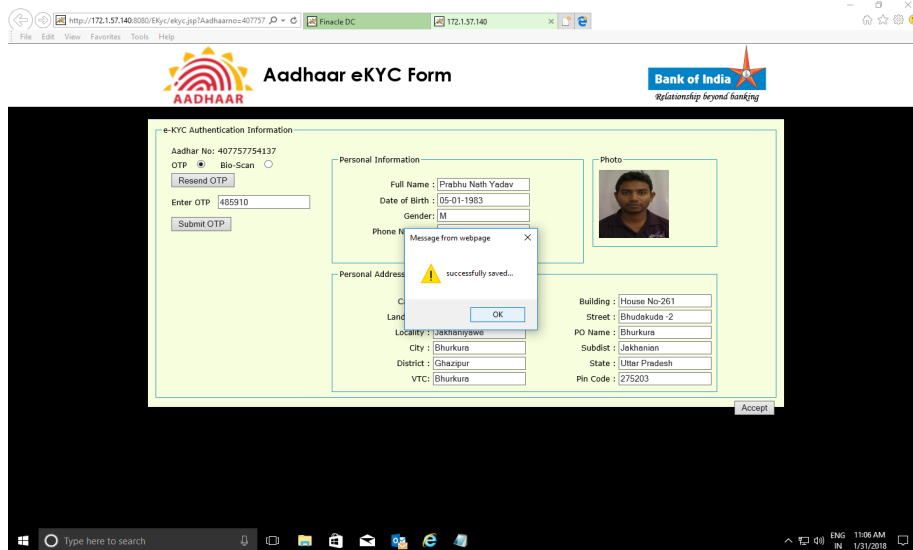 http://172.1.57.140:8080/EKyc/ekyc.jsp?Aadhaarno=407757
Finacle DC
172.1.57.140
File Edit View Favorites Tools Help
AADHAAR
Aadhaar eKYC Form
Bank of India
Relationship beyond banking
e-KYC Authentication Information
Aadhar No: 407757754137
OTP Bio-Scan
Resend OTP
Enter OTP 485910
Submit OTP
Personal Information
Full Name : Prabhu Nath Yadav
Date of Birth : 05-01-1983
Gender: M
Phone N
Photo
Message from webpage
successfully saved...
OK
Personal Address
C
Land
Locality : Jakhaniyawe
City : Bhurkura
District : Ghazipur
VTC: Bhurkura
Building : House No-261
Street : Bhudakuda -2
PO Name : Bhurkura
Subdist : Jakhanian
State : Uttar Pradesh
Pin Code : 275203
Accept
Type here to search
ENG
IN
11:06 AM
1/31/2018